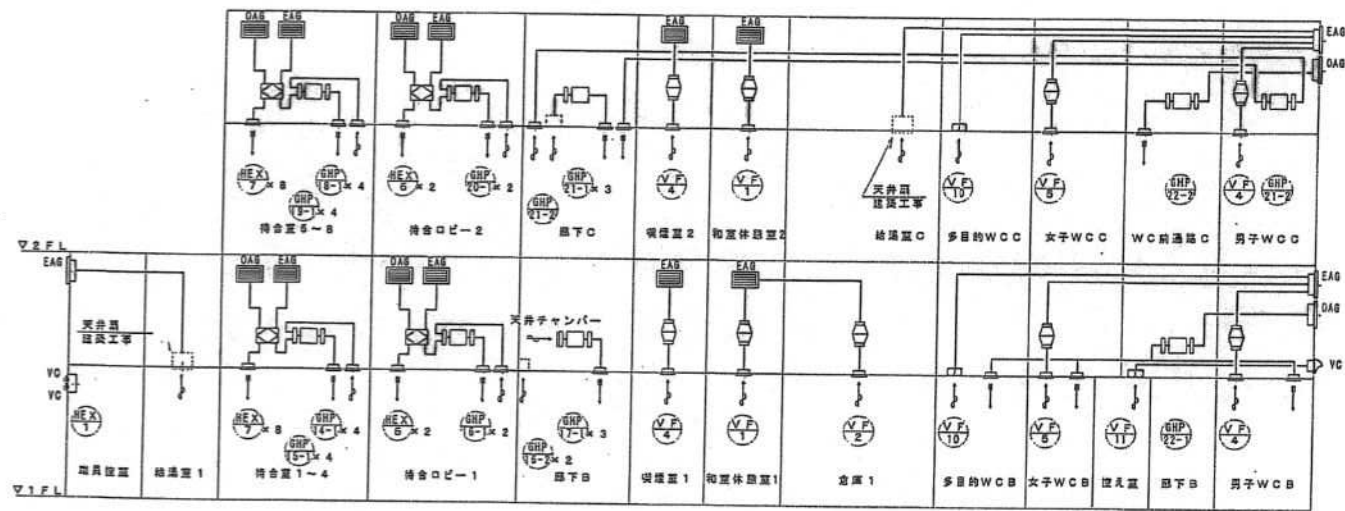 OAG EAG
OAG EAG
EAG
EAG
EAG
OAG
HEX 7 × 8
GHP 8-1 × 4
GHP 9-1 × 4
待合室5~8
HEX 6 × 2
GHP 20-1 × 2
待合ロビー2
GHP 21-1 × 3
GHP 21-2
廊下C
VF 4
喫煙室2
VF 1
和室休憩室2
天井扇
建築工事
給湯室C
VF 10
多目的WCC
VF 5
女子WCC
GHP 22-2
WC前通路C
VF 4
GHP 21-2
男子WCC
▽2FL
EAG
天井扇
建築工事
VC
VC
HEX 1
職員控室
給湯室1
OAG EAG
HEX 7 × 8
GHP 14-1 × 4
GHP 15-1 × 4
待合室1~4
OAG EAG
HEX 6 × 2
GHP 16-1 × 2
待合ロビー1
天井チャンバー
GHP 17-1 × 3
GHP 15-2 × 2
廊下B
EAG
VF 4
喫煙室1
EAG
VF 1
和室休憩室1
VF 2
倉庫1
VF 10
多目的WCB
VF 6
女子WCB
VF 11
控え室
GHP 22-1
廊下B
VF 4
男子WCB
EAG
OAG
VC
▽1FL